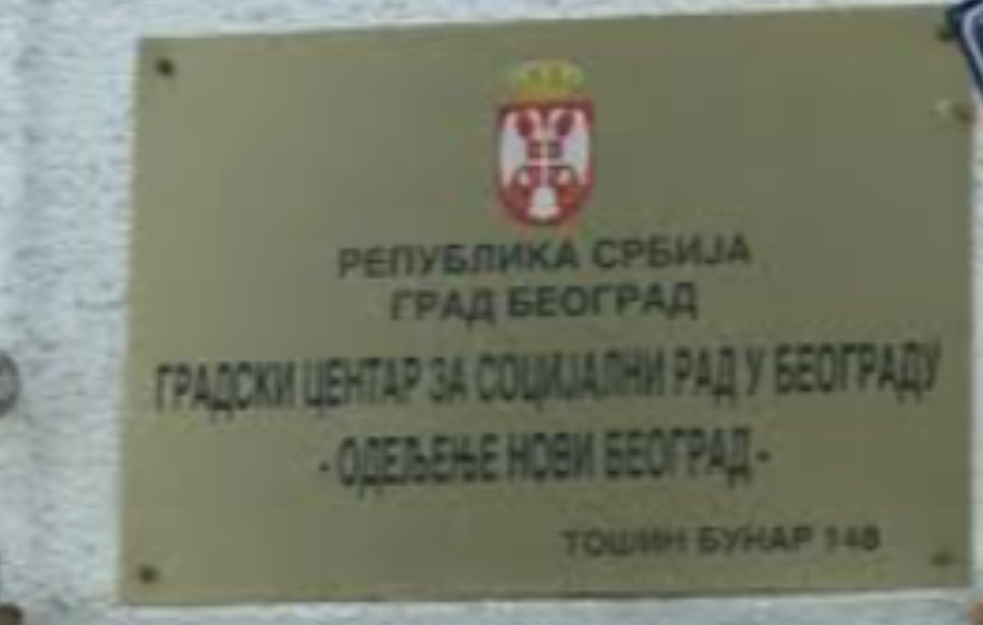 РЕПУБЛИКА СРБИЈА
ГРАД БЕОГРАД
ГРАДСКИ ЦЕНТАР ЗА СОЦИЈАЛНИ РАД У БЕОГРАДУ
- ОДЕЉЕЊЕ НОВИ БЕОГРАД -
ТОШИН БУНАР 148